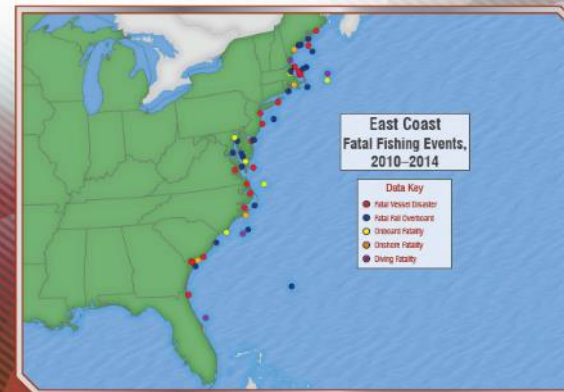 East Coast
Fatal Fishing Events,
2010–2014
Data Key
Fatal Vessel Disaster
Fatal Fall Overboard
Onboard Fatality
Onshore Fatality
Diving Fatality